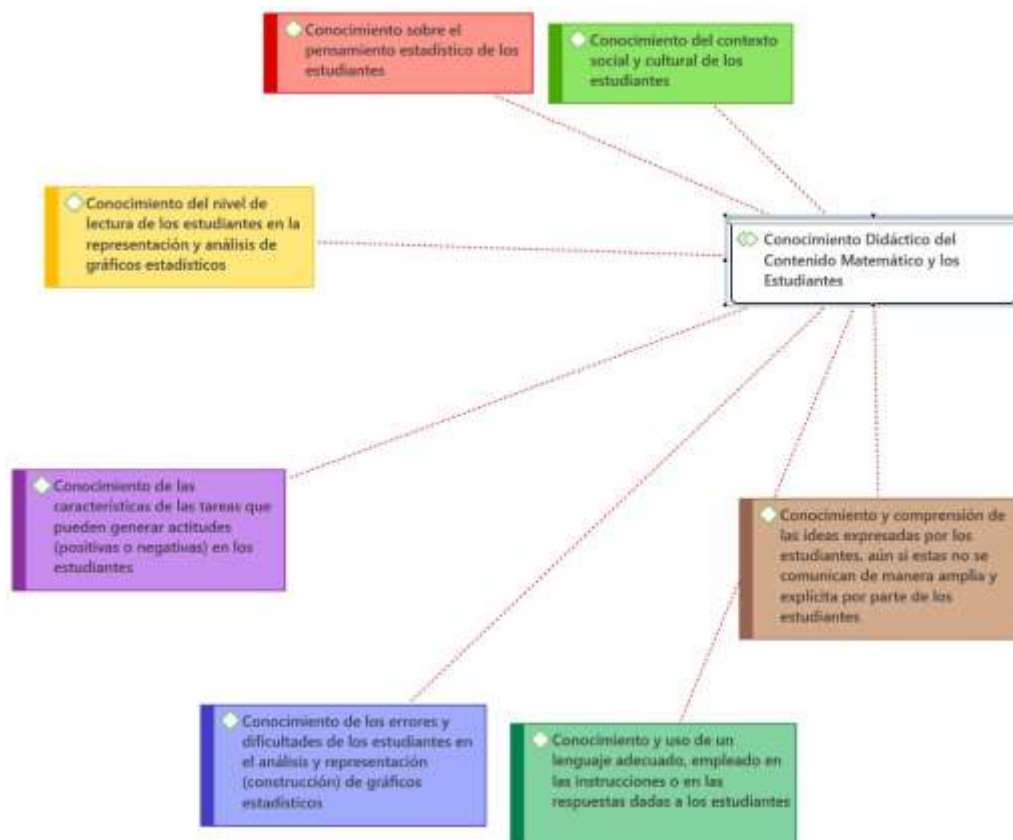 Conocimiento sobre el
pensamiento estadístico de los
estudiantes
Conocimiento del contexto
social y cultural de los
estudiantes
Conocimiento del nivel de
lectura de los estudiantes en la
representación y análisis de
gráficos estadísticos
Conocimiento Didáctico del
Contenido Matemático y los
Estudiantes
Conocimiento de las
características de las tareas que
pueden generar actitudes
(positivas o negativas) en los
estudiantes
Conocimiento y comprensión de
las ideas expresadas por los
estudiantes, aún si estas no se
comunican de manera amplia y
explícita por parte de los
estudiantes
Conocimiento de los errores y
dificultades de los estudiantes en
el análisis y representación
(construcción) de gráficos
estadísticos
Conocimiento y uso de un
lenguaje adecuado, empleado en
las instrucciones o en las
respuestas dadas a los estudiantes